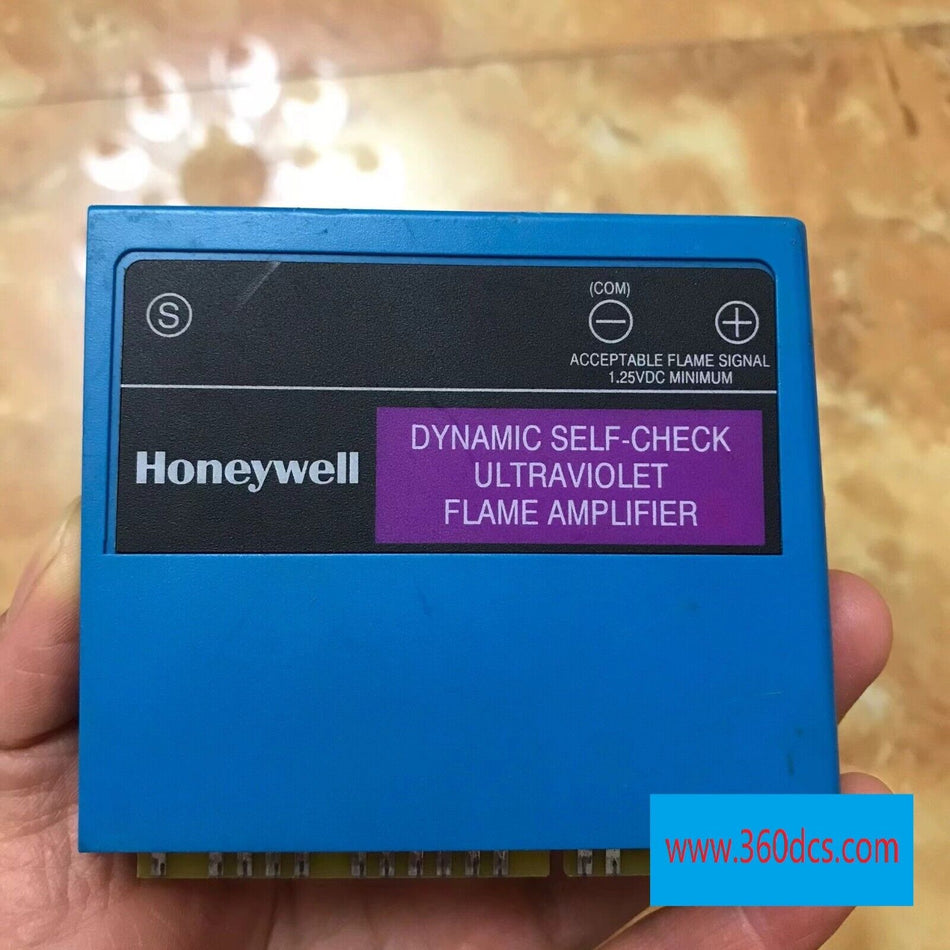 S
(COM)
− +
ACCEPTABLE FLAME SIGNAL
1.25VDC MINIMUM
Honeywell
DYNAMIC SELF-CHECK
ULTRAVIOLET
FLAME AMPLIFIER
www.360dcs.com